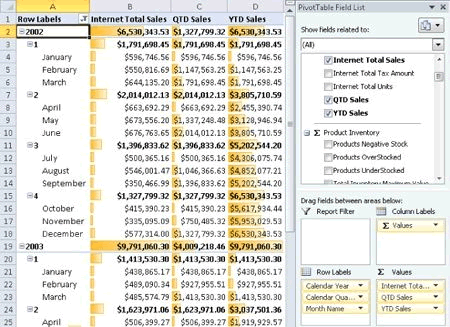 A B C D
1 Row Labels Internet Total Sales QTD Sales YTD Sales
2 2002 $6,530,343.53 $1,327,799.32 $6,530,343.53
3 1 $1,791,698.45 $1,791,698.45 $1,791,698.45
4 January $596,746.56 $596,746.56 $596,746.56
5 February $550,816.69 $1,147,563.25 $1,147,563.25
6 March $644,135.20 $1,791,698.45 $1,791,698.45
7 2 $2,014,012.13 $2,014,012.13 $3,805,710.59
8 April $663,692.29 $663,692.29 $2,455,390.74
9 May $673,556.20 $1,337,248.48 $3,128,946.94
10 June $676,763.65 $2,014,012.13 $3,805,710.59
11 3 $1,396,833.62 $1,396,833.62 $5,202,544.20
12 July $500,365.16 $500,365.16 $4,306,075.74
13 August $546,001.47 $1,046,366.63 $4,852,077.21
14 September $350,466.99 $1,396,833.62 $5,202,544.20
15 4 $1,327,799.32 $1,327,799.32 $6,530,343.53
16 October $415,390.23 $415,390.23 $5,617,934.44
17 November $335,095.09 $750,485.32 $5,953,029.53
18 December $577,314.00 $1,327,799.32 $6,530,343.53
19 2003 $9,791,060.30 $4,009,218.46 $9,791,060.30
20 1 $1,413,530.30 $1,413,530.30 $1,413,530.30
21 January $438,865.17 $438,865.17 $438,865.17
22 February $489,090.34 $927,955.51 $927,955.51
23 March $485,574.79 $1,413,530.30 $1,413,530.30
24 2 $1,623,971.06 $1,623,971.06 $3,037,501.36
25 April $506,399.27 $506,399.27 $1,919,929.57
PivotTable Field List
Show fields related to:
(All)
Internet Total Sales
Internet Total Tax Amount
Internet Total Units
QTD Sales
YTD Sales
Σ Product Inventory
Products Negative Stock
Products OverStocked
Products UnderStocked
Total Inventory Maximum Value
Drag fields between areas below:
Report Filter
Column Labels
Σ Values
Row Labels
Calendar Year
Calendar Qua...
Month Name
Σ Values
Internet Tota...
QTD Sales
YTD Sales